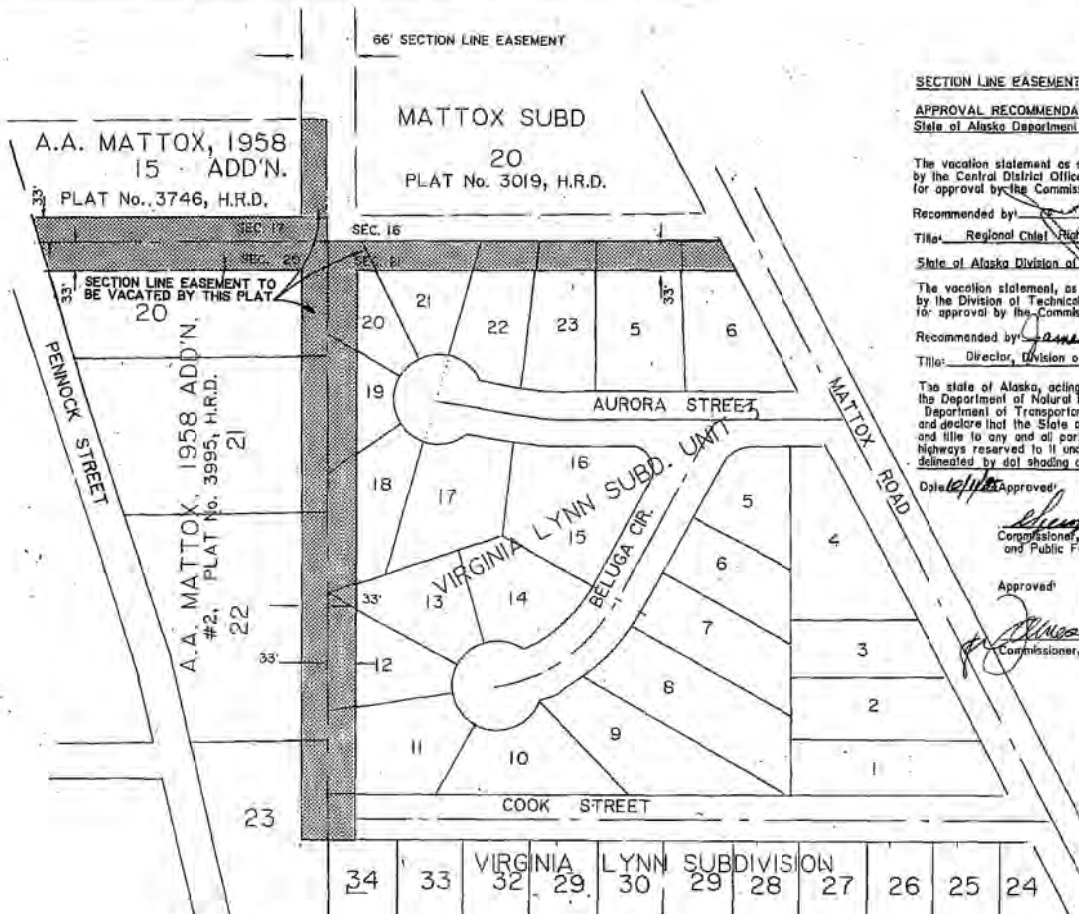 66' SECTION LINE EASEMENT
MATTOX SUBD
20
PLAT No. 3019, H.R.D.
A.A. MATTOX, 1958
15 ADD'N.
PLAT No. 3746, H.R.D.
33'
SEC. 17
SEC. 16
SEC. 20
SEC. 21
SECTION LINE EASEMENT TO
BE VACATED BY THIS PLAT
33'
33'
20
20
21
22
23
5
6
19
PENNOCK STREET
A.A. MATTOX, 1958 ADD'N.
#2, PLAT No. 3995, H.R.D.
21
22
AURORA STREET
MATTOX ROAD
18
17
16
15
VIRGINIA LYNN SUBD. UNIT
BELUGA CIR.
5
4
6
33'
13
14
7
3
33'
12
8
2
11
10
9
1
COOK STREET
23
VIRGINIA LYNN SUBDIVISION
34
33
32
29
30
29
28
27
26
25
24
SECTION LINE EASEMENT
APPROVAL RECOMMENDA
State of Alaska Department
The vacation statement as s
by the Central District Office
for approval by the Commiss
Recommended by
Title: Regional Chief Righ
State of Alaska Division of
The vacation statement, as
by the Division of Technical
for approval by the Commiss
Recommended by: James
Title: Director, Division o
The state of Alaska, acting
the Department of Natural
Department of Transportat
and declare that the State
and title to any and all por
highways reserved to it und
delineated by dot shading
Date Approved:
Commissioner,
and Public F
Approved:
Commissioner,